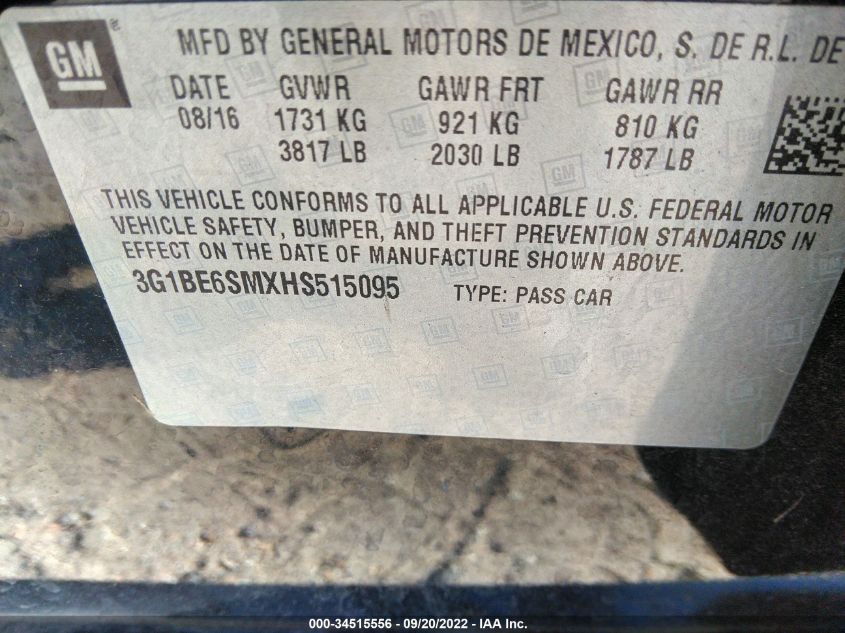 GM ®
MFD BY GENERAL MOTORS DE MEXICO, S. DE R.L. DE
DATE GVWR GAWR FRT GAWR RR
08/16 1731 KG 921 KG 810 KG
3817 LB 2030 LB 1787 LB
THIS VEHICLE CONFORMS TO ALL APPLICABLE U.S. FEDERAL MOTOR
VEHICLE SAFETY, BUMPER, AND THEFT PREVENTION STANDARDS IN
EFFECT ON THE DATE OF MANUFACTURE SHOWN ABOVE.
3G1BE6SMXHS515095 TYPE: PASS CAR
000-34515556 - 09/20/2022 - IAA Inc.